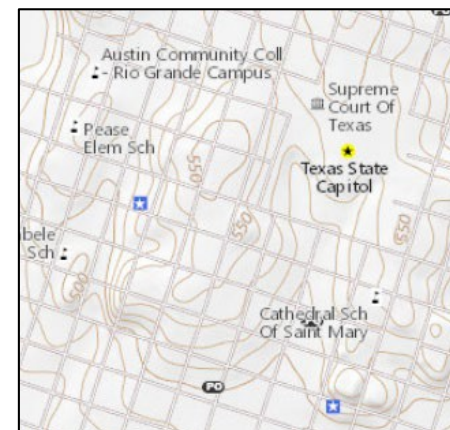 Austin Community Coll
- Rio Grande Campus
Supreme
Court Of
Texas
Pease
Elem Sch
Texas State
Capitol
550
550
550
bele
Sch
500
Cathedral Sch
Of Saint Mary
PO